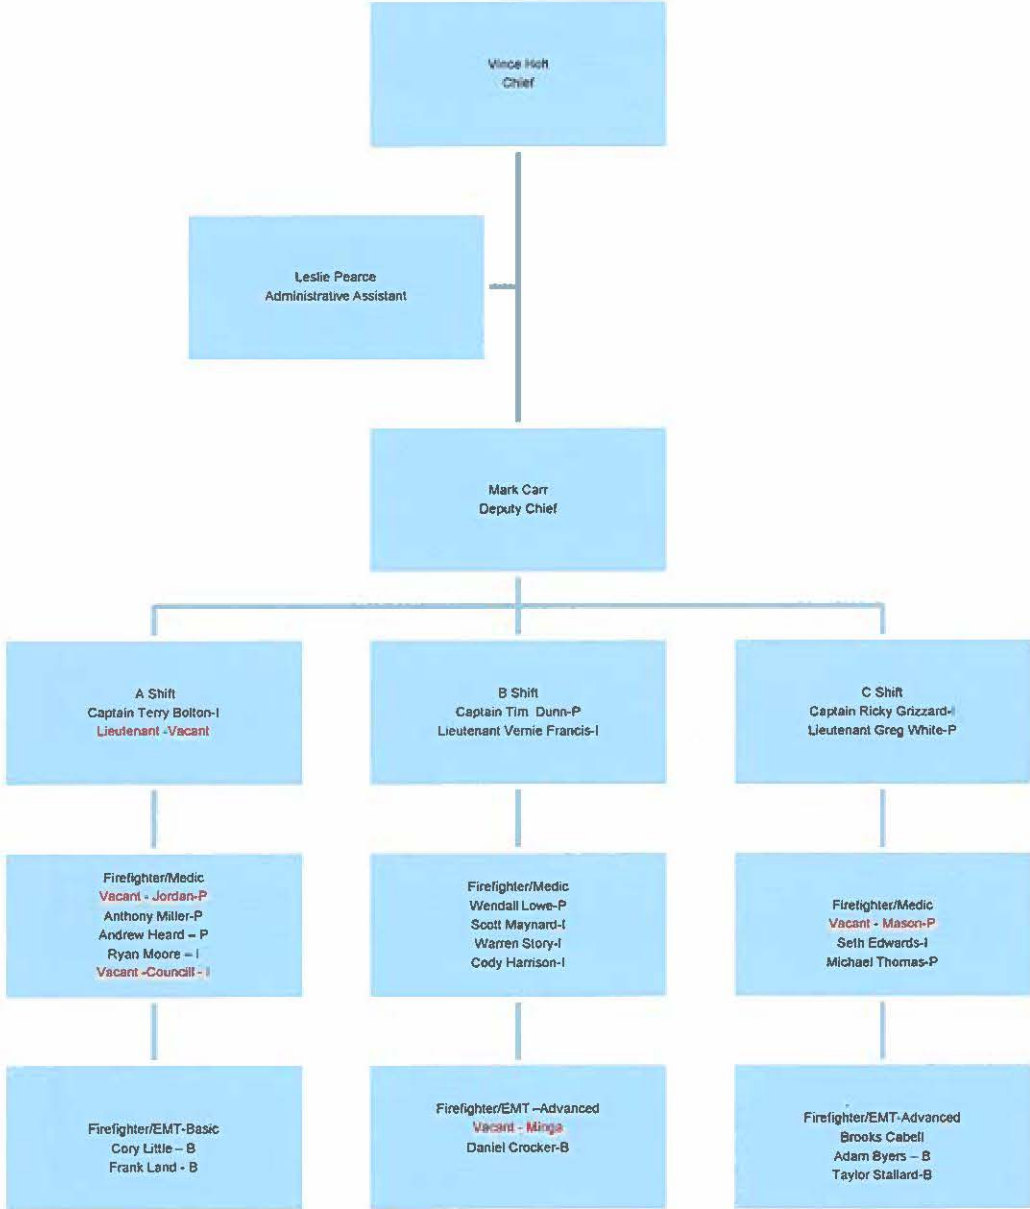 Vince Holt
Chief
Leslie Pearce
Administrative Assistant
Mark Carr
Deputy Chief
A Shift
Captain Terry Bolton-I
Lieutenant -Vacant
B Shift
Captain Tim Dunn-P
Lieutenant Vernie Francis-I
C Shift
Captain Ricky Grizzard-I
Lieutenant Greg White-P
Firefighter/Medic
Vacant - Jordan-P
Anthony Miller-P
Andrew Heard – P
Ryan Moore – I
Vacant -Councill - I
Firefighter/Medic
Wendall Lowe-P
Scott Maynard-I
Warren Story-I
Cody Harrison-I
Firefighter/Medic
Vacant - Mason-P
Seth Edwards-I
Michael Thomas-P
Firefighter/EMT-Basic
Cory Little – B
Frank Land - B
Firefighter/EMT –Advanced
Vacant - Minga
Daniel Crocker-B
Firefighter/EMT-Advanced
Brooks Cabell
Adam Byers – B
Taylor Stallard-B